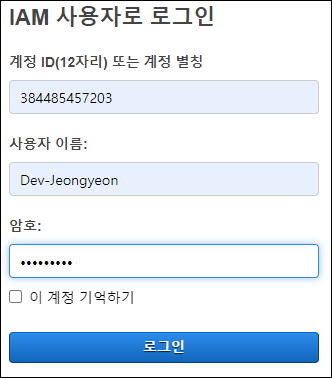 IAM 사용자로 로그인
계정 ID(12자리) 또는 계정 별칭
384485457203
사용자 이름:
Dev-Jeongyeon
암호:
•••••••••
이 계정 기억하기
로그인